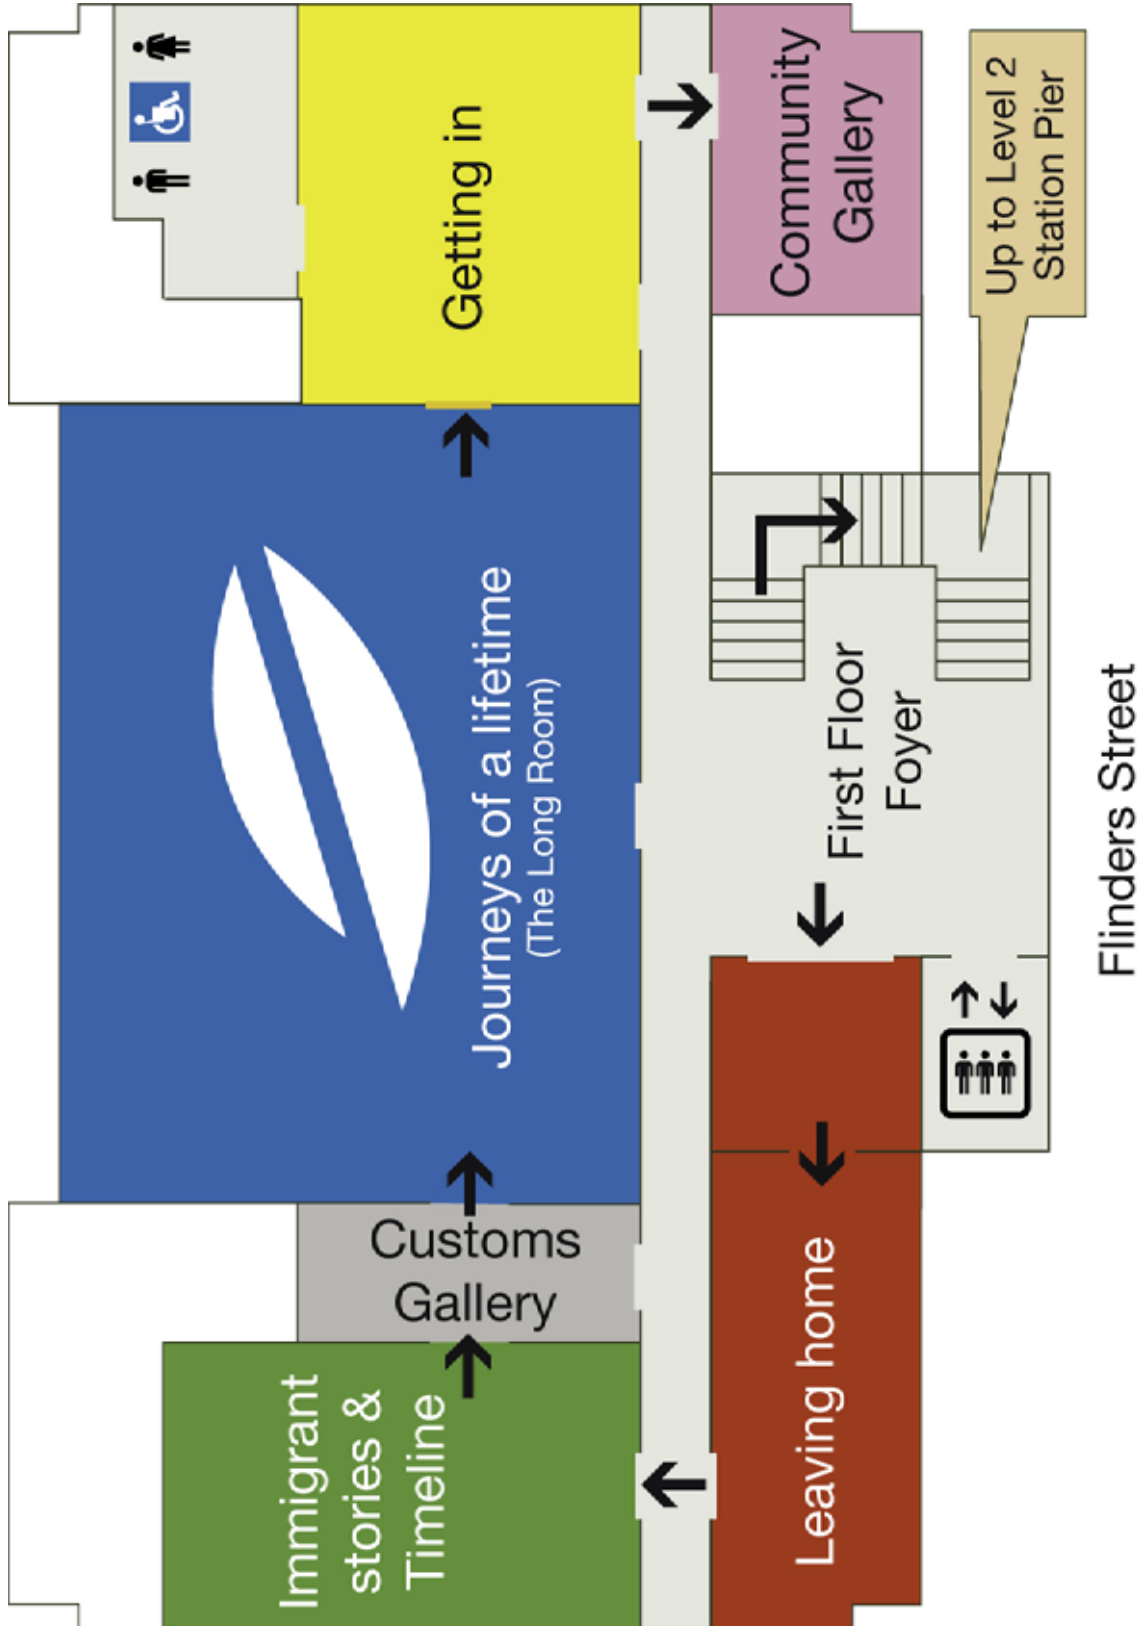 Immigrant
stories &
Timeline
Customs
Gallery
Journeys of a lifetime
(The Long Room)
Getting in
Leaving home
First Floor
Foyer
Community
Gallery
Up to Level 2
Station Pier
Flinders Street